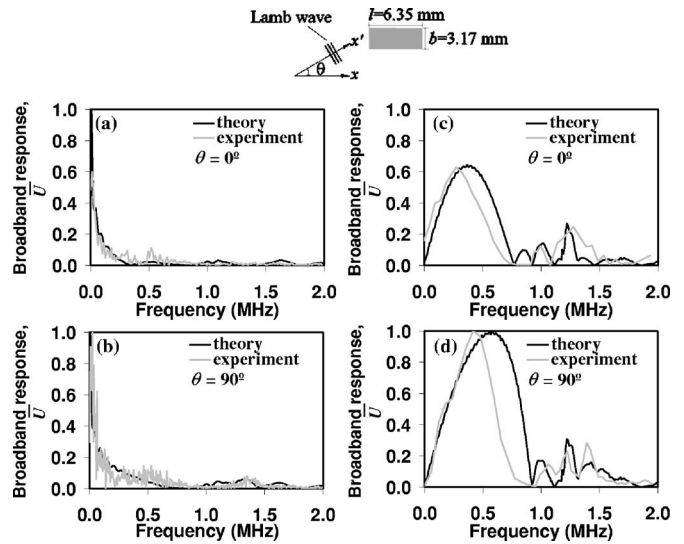 Lamb wave
l=6.35 mm
x'
b=3.17 mm
θ
x
Broadband response, U̅
1.0
0.8
0.6
0.4
0.2
0.0
(a)
theory
experiment
θ = 0º
0.0 0.5 1.0 1.5 2.0
Frequency (MHz)
Broadband response, U̅
1.0
0.8
0.6
0.4
0.2
0.0
(c)
theory
experiment
θ = 0º
0.0 0.5 1.0 1.5 2.0
Frequency (MHz)
Broadband response, U̅
1.0
0.8
0.6
0.4
0.2
0.0
(b)
theory
experiment
θ = 90º
0.0 0.5 1.0 1.5 2.0
Frequency (MHz)
Broadband response, U̅
1.0
0.8
0.6
0.4
0.2
0.0
(d)
theory
experiment
θ = 90º
0.0 0.5 1.0 1.5 2.0
Frequency (MHz)